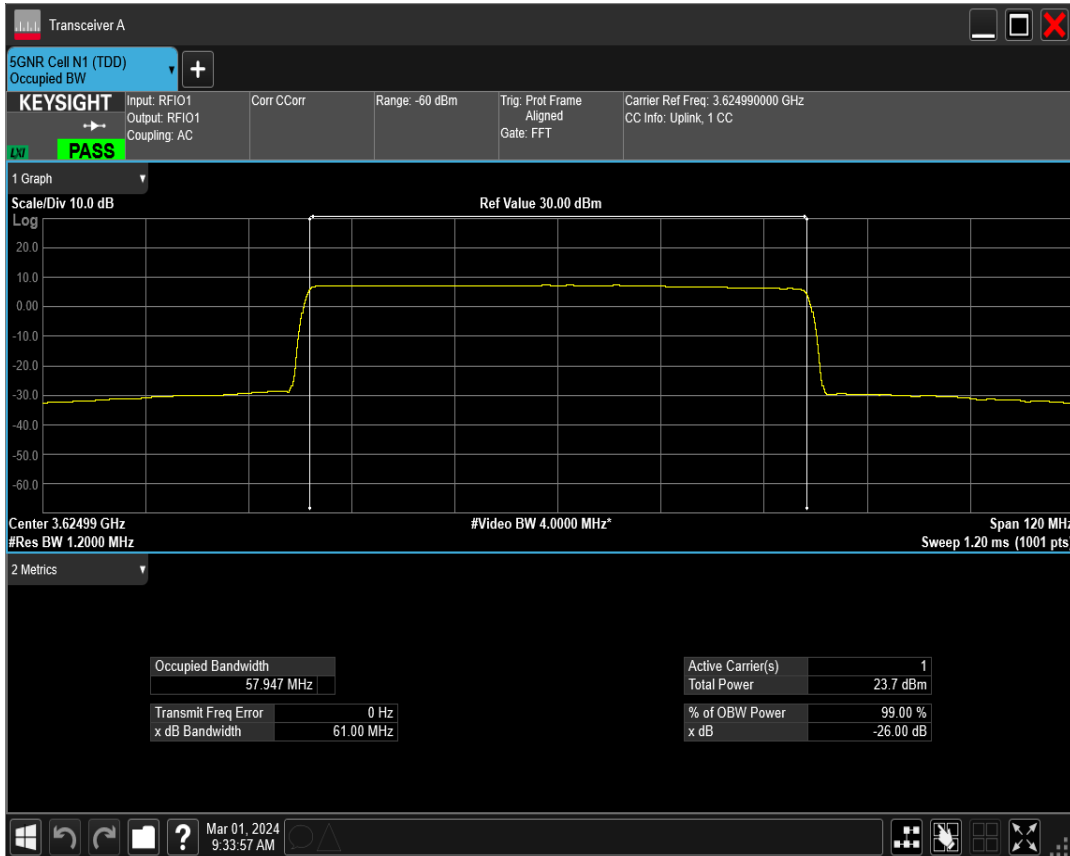 Transceiver A
5GNR Cell N1 (TDD)
Occupied BW
+
KEYSIGHT
LXI
PASS
Input: RFIO1
Output: RFIO1
Coupling: AC
Corr CCorr
Range: -60 dBm
Trig: Prot Frame
Aligned
Gate: FFT
Carrier Ref Freq: 3.624990000 GHz
CC Info: Uplink, 1 CC
1 Graph
Scale/Div 10.0 dB
Ref Value 30.00 dBm
Log
20.0
10.0
0.00
-10.0
-20.0
-30.0
-40.0
-50.0
-60.0
Center 3.62499 GHz
#Video BW 4.0000 MHz*
Span 120 MHz
#Res BW 1.2000 MHz
Sweep 1.20 ms (1001 pts)
2 Metrics
Occupied Bandwidth
57.947 MHz
Transmit Freq Error 0 Hz
x dB Bandwidth 61.00 MHz
Active Carrier(s) 1
Total Power 23.7 dBm
% of OBW Power 99.00 %
x dB -26.00 dB
?
Mar 01, 2024
9:33:57 AM